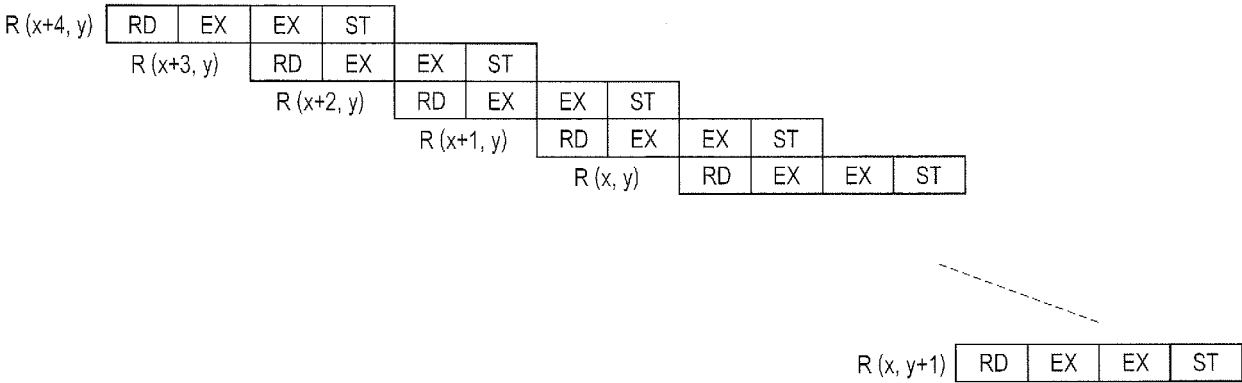 R (x+4, y) RD EX EX ST
R (x+3, y) RD EX EX ST
R (x+2, y) RD EX EX ST
R (x+1, y) RD EX EX ST
R (x, y) RD EX EX ST
R (x, y+1) RD EX EX ST